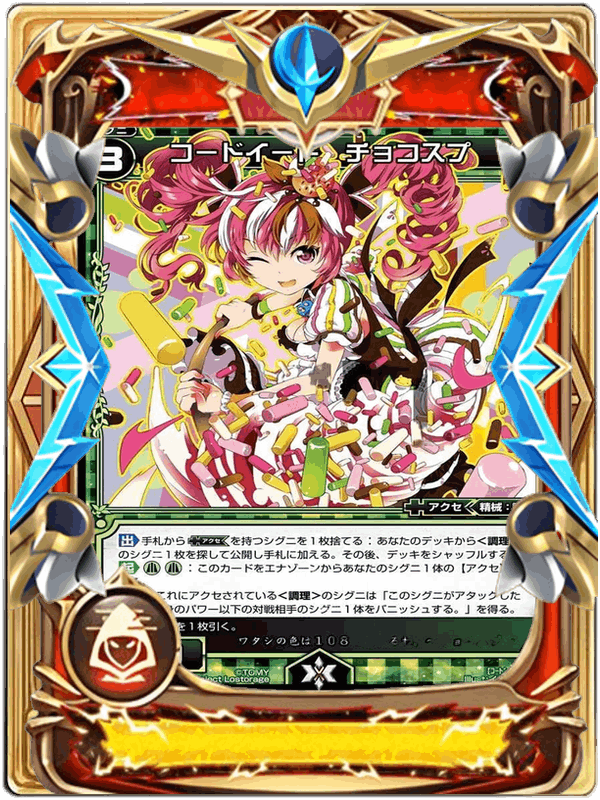 3
コードイート チョコスプ
アクセ 精械:
出 手札から アクセ を持つシグニを1枚捨てる：あなたのデッキから<調理
のシグニ1枚を探して公開し手札に加える。その後、デッキをシャッフルする
起 ：このカードをエナゾーンからあなたのシグニ1体の【アクセ】
これにアクセされている<調理>のシグニは「このシグニがアタックした
のパワー以下の対戦相手のシグニ1体をバニッシュする。」を得る。
を1枚引く。
ワタシの色は108
©TOMY
ject Lostorage